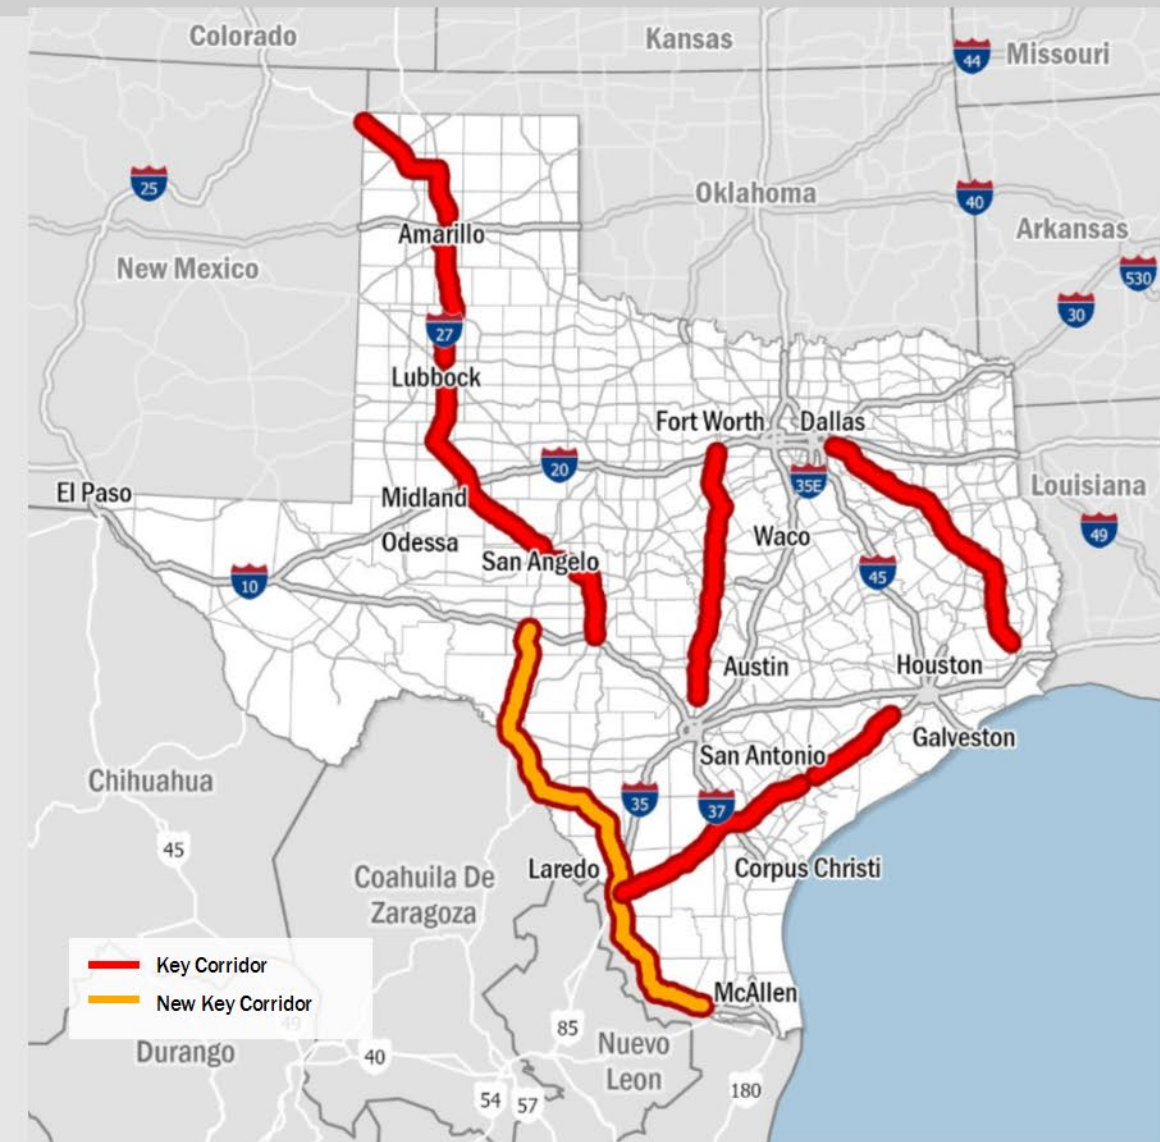 Colorado
Kansas
44
Missouri
25
Oklahoma
40
Arkansas
New Mexico
Amarillo
530
30
27
Lubbock
Fort Worth
Dallas
20
35E
El Paso
Midland
Louisiana
Odessa
Waco
49
San Angelo
10
45
Austin
Houston
Galveston
San Antonio
Chihuahua
35
37
45
Laredo
Corpus Christi
Coahuila De
Zaragoza
Key Corridor
McÂllen
New Key Corridor
49
85
Durango
40
Nuevo
Leon
54
57
180